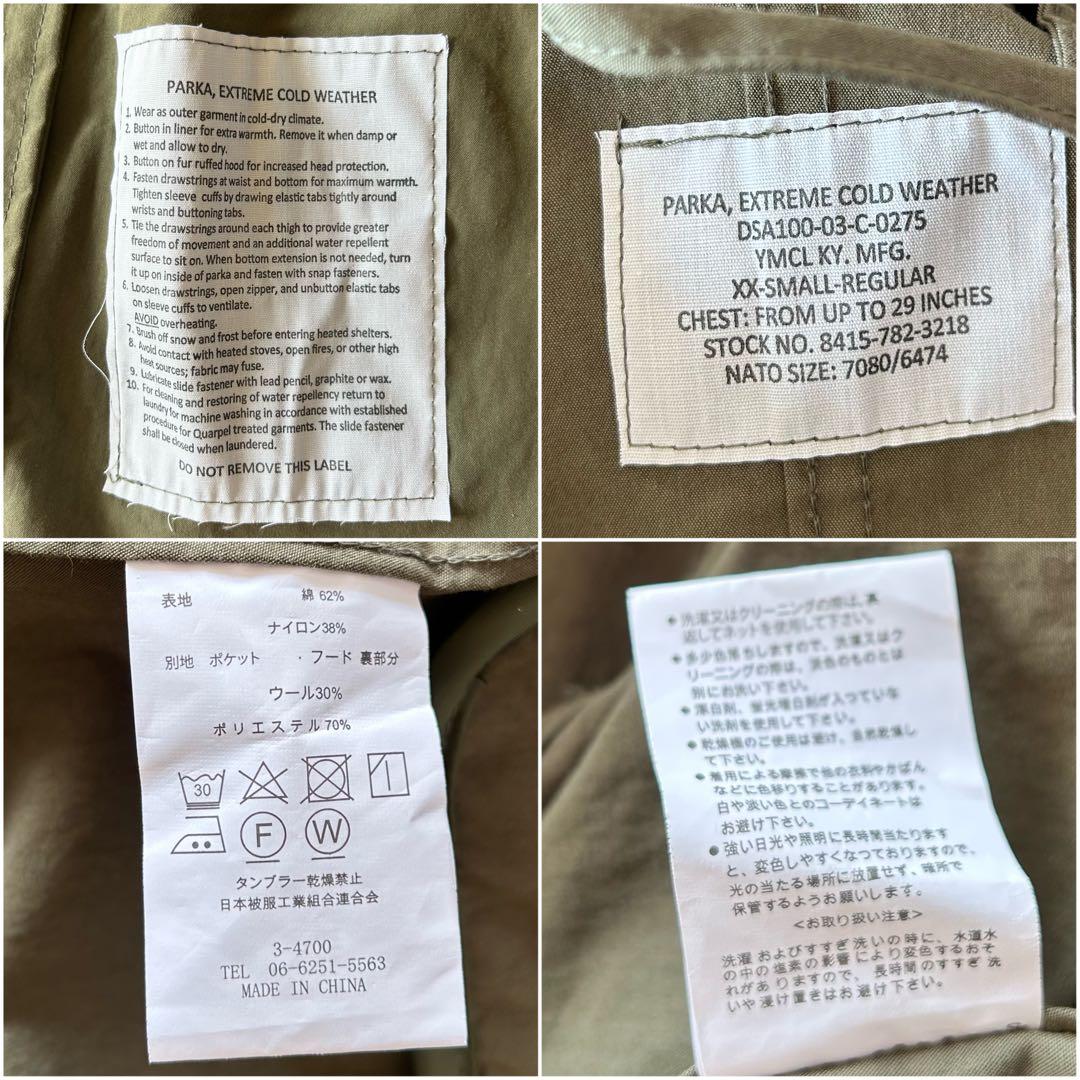 PARKA, EXTREME COLD WEATHER
1. Wear as outer garment in cold-dry climate.
2. Button in liner for extra warmth. Remove it when damp or
wet and allow to dry.
3. Button on fur ruffed hood for increased head protection.
4. Fasten drawstrings at waist and bottom for maximum warmth.
Tighten sleeve cuffs by drawing elastic tabs tightly around
wrists and buttoning tabs.
5. Tie the drawstrings around each thigh to provide greater
freedom of movement and an additional water repellent
surface to sit on. When bottom extension is not needed, turn
it up on inside of parka and fasten with snap fasteners.
6. Loosen drawstrings, open zipper, and unbutton elastic tabs
on sleeve cuffs to ventilate.
AVOID overheating.
7. Brush off snow and frost before entering heated shelters.
8. Avoid contact with heated stoves, open fires, or other high
heat sources; fabric may fuse.
9. Lubricate slide fastener with lead pencil, graphite or wax.
10. For cleaning and restoring of water repellency return to
laundry for machine washing in accordance with established
procedure for Quarpel treated garments. The slide fastener
shall be closed when laundered.
DO NOT REMOVE THIS LABEL
PARKA, EXTREME COLD WEATHER
DSA100-03-C-0275
YMCL KY. MFG.
XX-SMALL-REGULAR
CHEST: FROM UP TO 29 INCHES
STOCK NO. 8415-782-3218
NATO SIZE: 7080/6474
表地 綿 62%
ナイロン38%
別地 ポケット ・フード 裏部分
ウール30%
ポリエステル70%
30
F W
タンブラー乾燥禁止
日本被服工業組合連合会
3-4700
TEL 06-6251-5563
MADE IN CHINA
●洗濯又はクリーニングの際は、裏
返してネットを使用して下さい。
●多少色落ちしますので、洗濯又はク
リーニングの際は、淡色のものとは
別にお洗い下さい。
●漂白剤、蛍光増白剤が入っていな
い洗剤を使用して下さい。
●乾燥機のご使用は避け、自然乾燥し
て下さい。
●着用による摩擦で他の衣料やかばん
などに色移りすることがあります。
白や淡い色とのコーディネートは
お避け下さい。
●強い日光や照明に長時間当たります
と、変色しやすくなっておりますので、
光の当たる場所に放置せず、暗所で
保管するようお願いします。
<お取り扱い注意>
洗濯およびすすぎ洗いの時に、水道水
の中の塩素の影響により変色するおそ
れがありますので、長時間のすすぎ洗
いや浸け置きはお避け下さい。